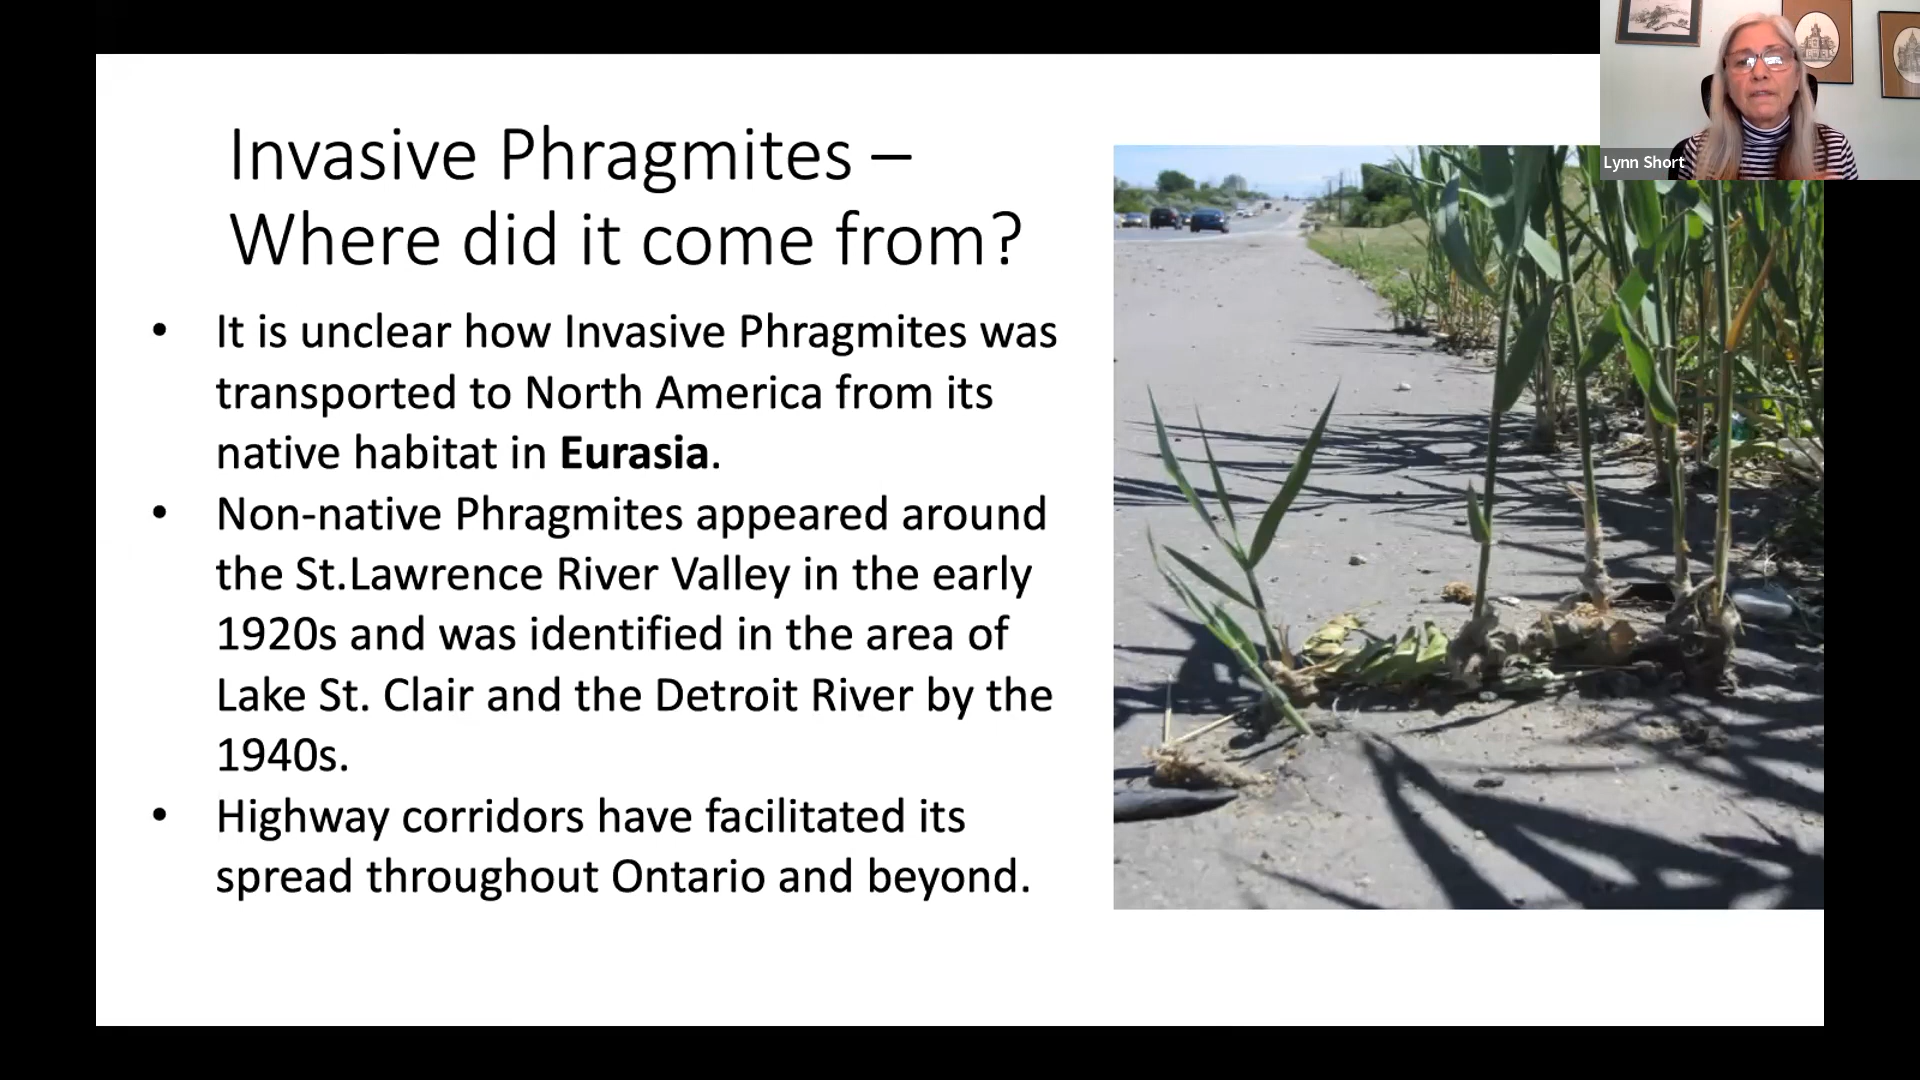 Invasive Phragmites –
Where did it come from?
• It is unclear how Invasive Phragmites was
transported to North America from its
native habitat in Eurasia.
• Non-native Phragmites appeared around
the St.Lawrence River Valley in the early
1920s and was identified in the area of
Lake St. Clair and the Detroit River by the
1940s.
• Highway corridors have facilitated its
spread throughout Ontario and beyond.
Lynn Short